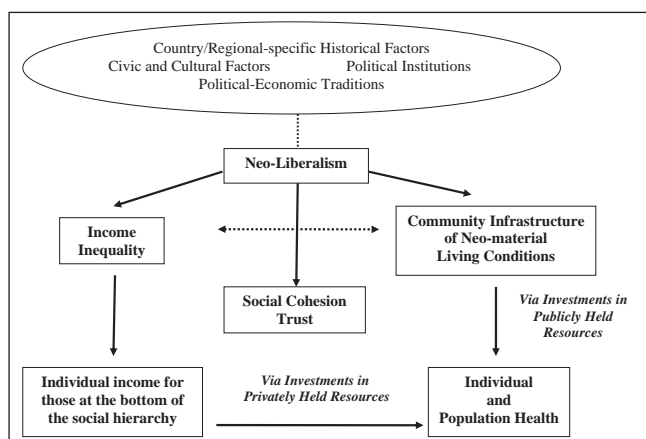 Country/Regional-specific Historical Factors
Civic and Cultural Factors Political Institutions
Political-Economic Traditions
Neo-Liberalism
Income
Inequality
Community Infrastructure
of Neo-material
Living Conditions
Social Cohesion
Trust
Via Investments in
Publicly Held
Resources
Individual income for
those at the bottom of
the social hierarchy
Via Investments in
Privately Held Resources
Individual
and
Population Health